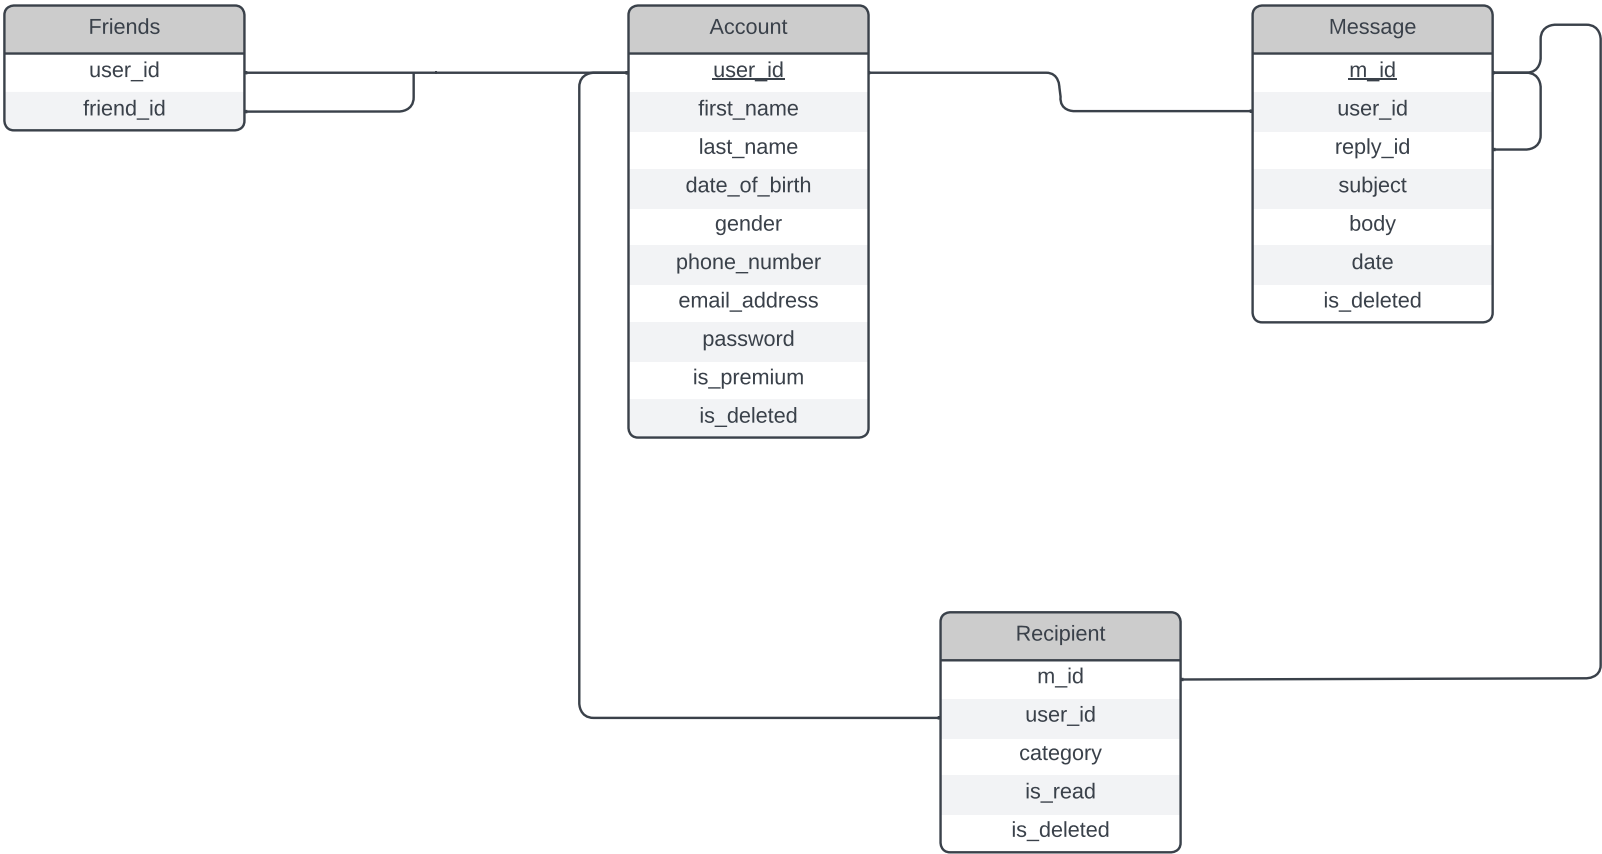 Friends
user_id
friend_id
Account
user_id
first_name
last_name
date_of_birth
gender
phone_number
email_address
password
is_premium
is_deleted
Message
m_id
user_id
reply_id
subject
body
date
is_deleted
Recipient
m_id
user_id
category
is_read
is_deleted